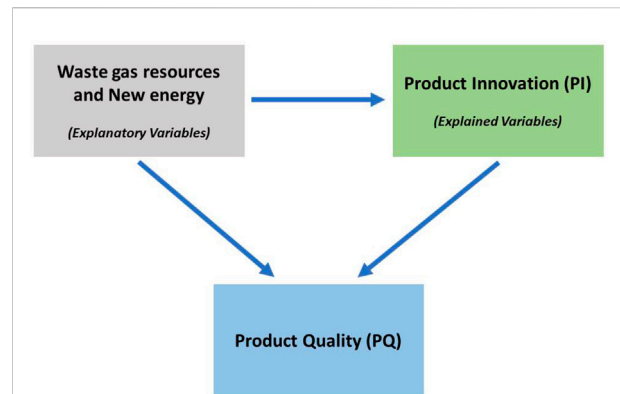 Waste gas resources
and New energy
(Explanatory Variables)
Product Innovation (PI)
(Explained Variables)
Product Quality (PQ)